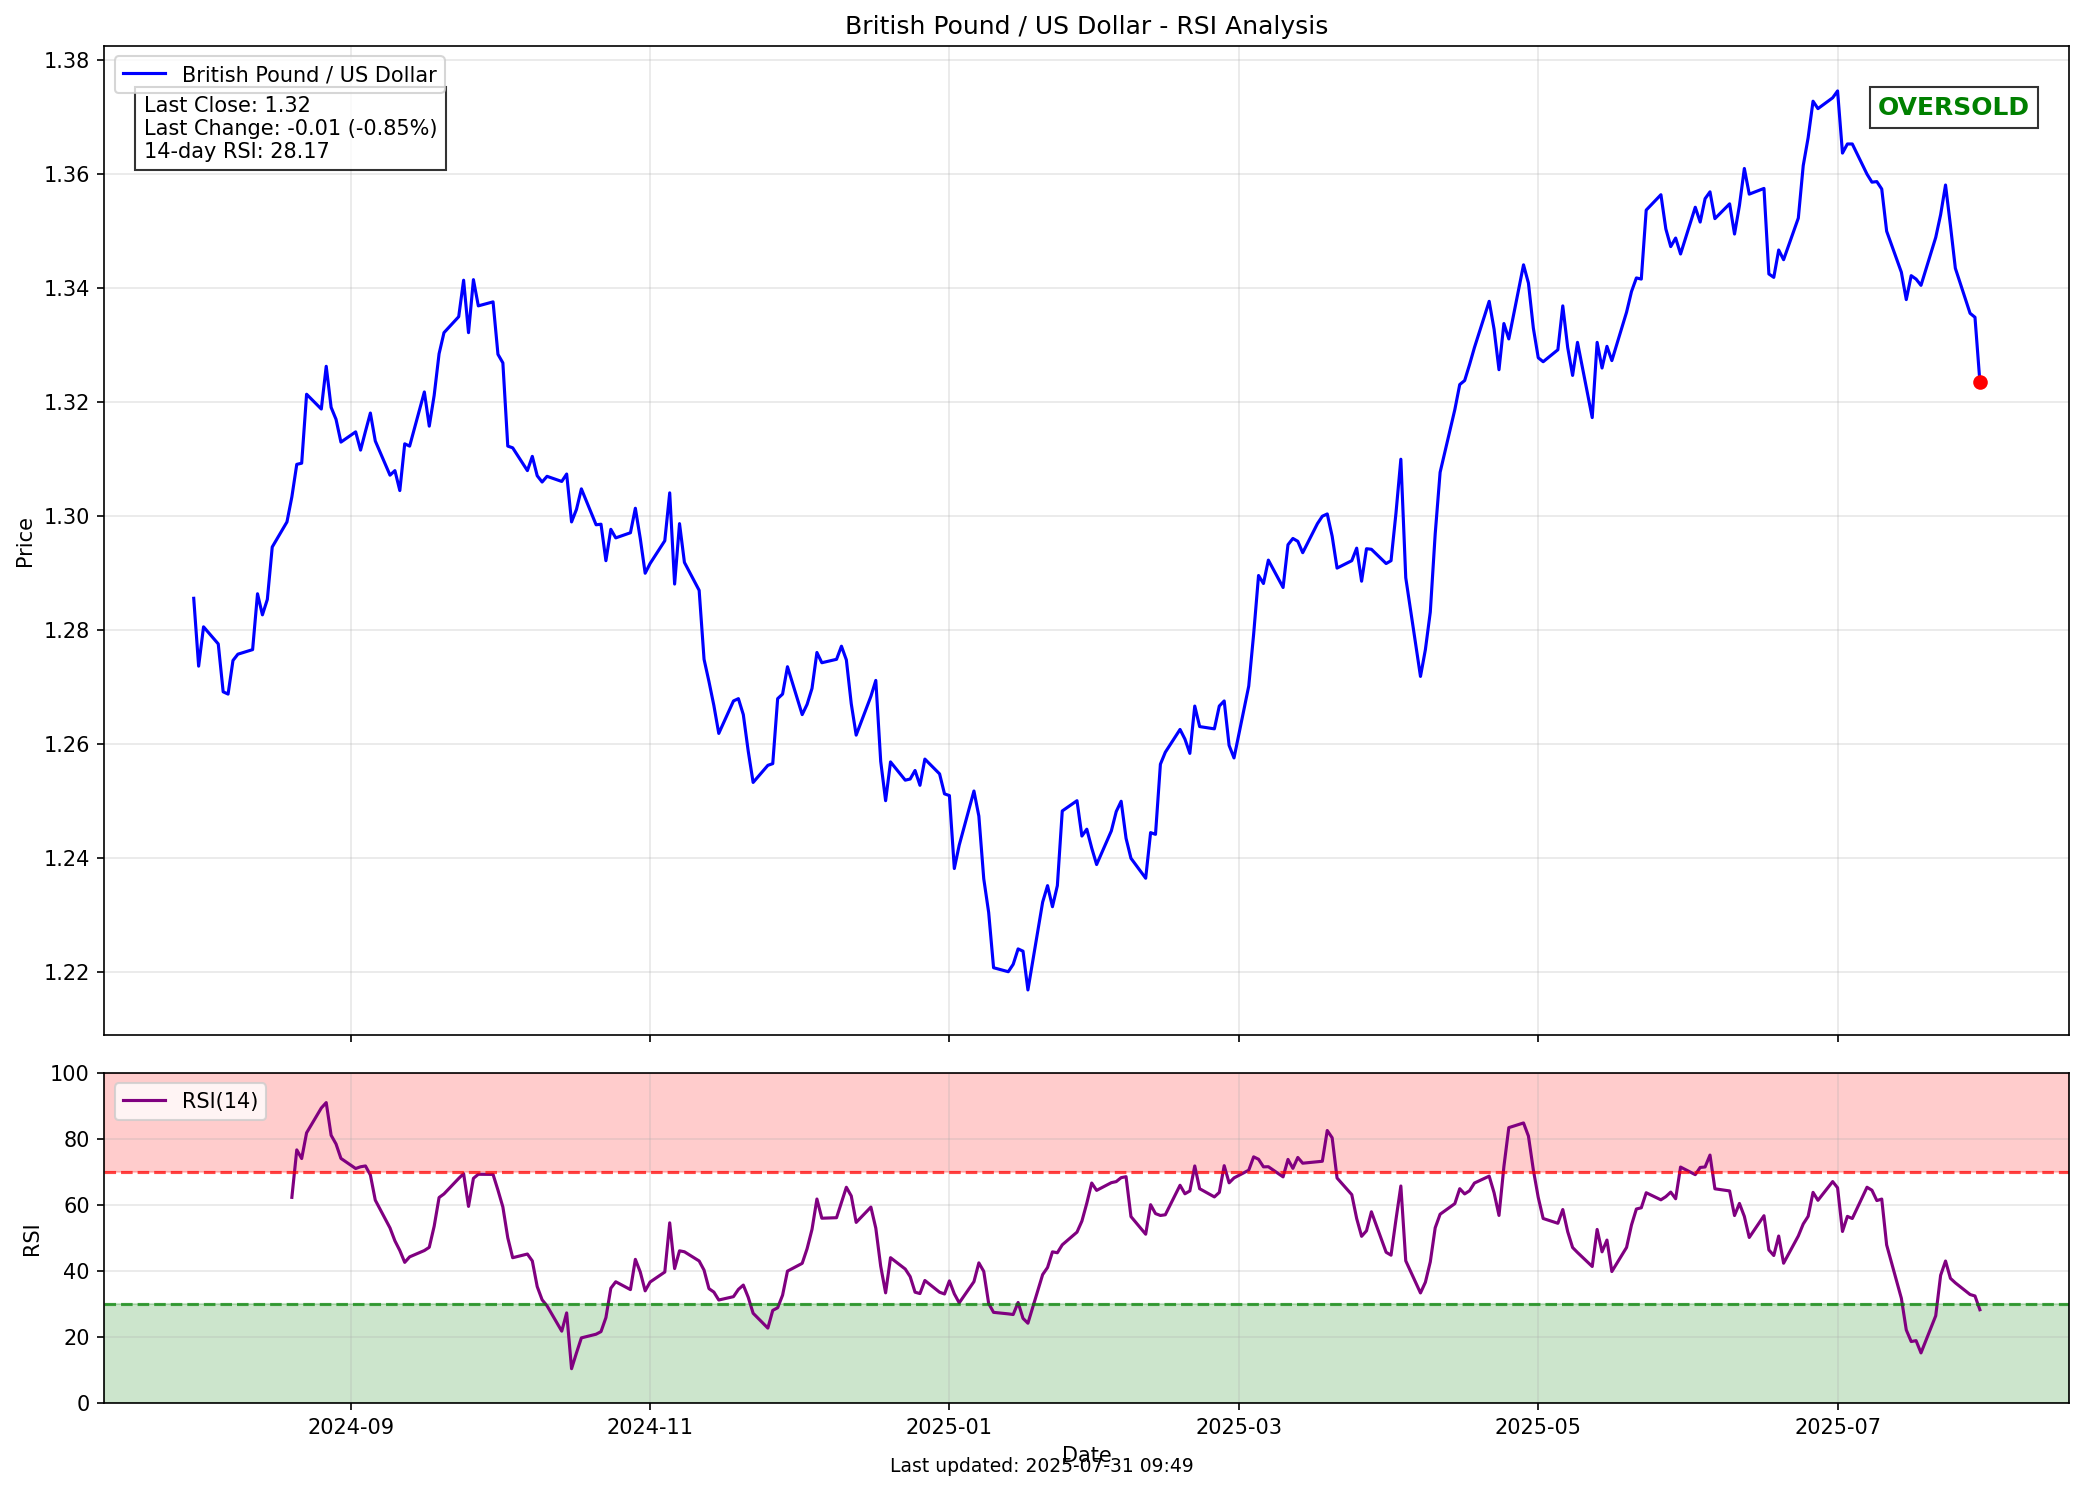 British Pound / US Dollar - RSI Analysis
British Pound / US Dollar
Last Close: 1.32
Last Change: -0.01 (-0.85%)
14-day RSI: 28.17
OVERSOLD
Price
1.38
1.36
1.34
1.32
1.30
1.28
1.26
1.24
1.22
RSI(14)
RSI
100
80
60
40
20
0
2024-09
2024-11
2025-01
2025-03
2025-05
2025-07
Date
Last updated: 2025-07-31 09:49